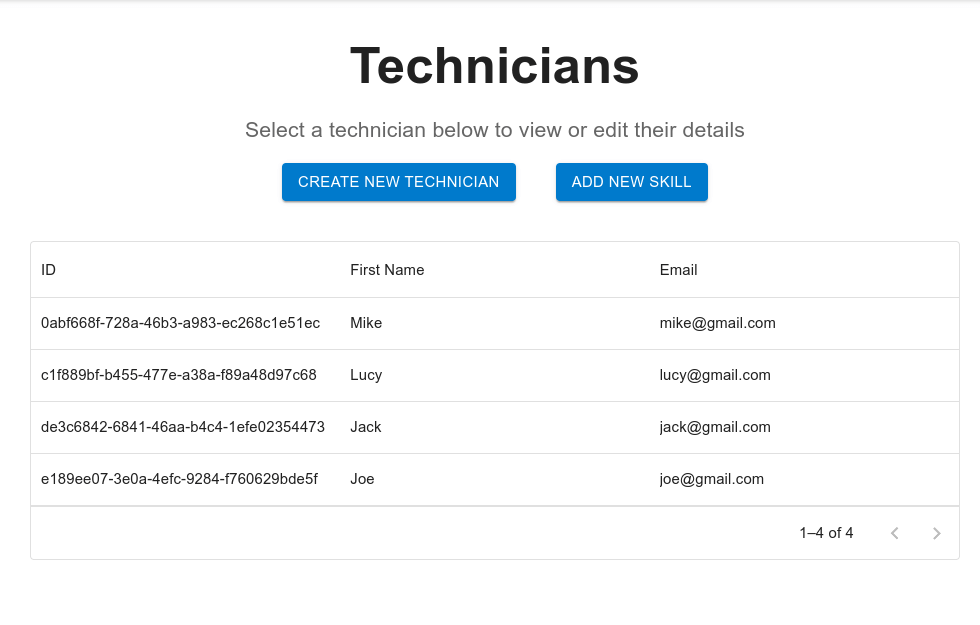 Technicians
Select a technician below to view or edit their details
CREATE NEW TECHNICIAN ADD NEW SKILL
ID First Name Email
0abf668f-728a-46b3-a983-ec268c1e51ec Mike mike@gmail.com
c1f889bf-b455-477e-a38a-f89a48d97c68 Lucy lucy@gmail.com
de3c6842-6841-46aa-b4c4-1efe02354473 Jack jack@gmail.com
e189ee07-3e0a-4efc-9284-f760629bde5f Joe joe@gmail.com
1–4 of 4